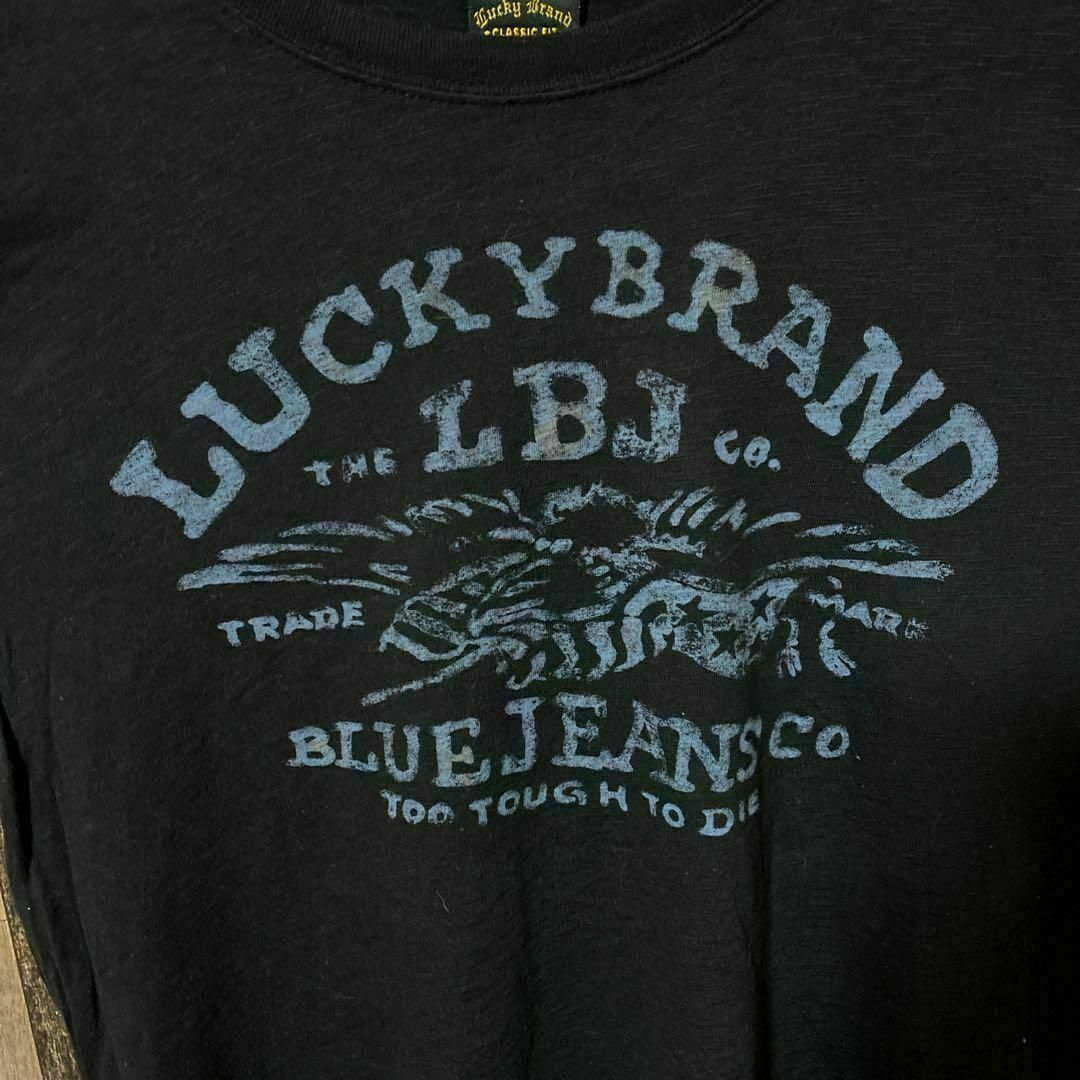 Lucky Brand
CLASSIC FIT
LUCKY BRAND
THE LBJ CO.
TRADE MARK
BLUE JEANS CO
TOO TOUGH TO DIE